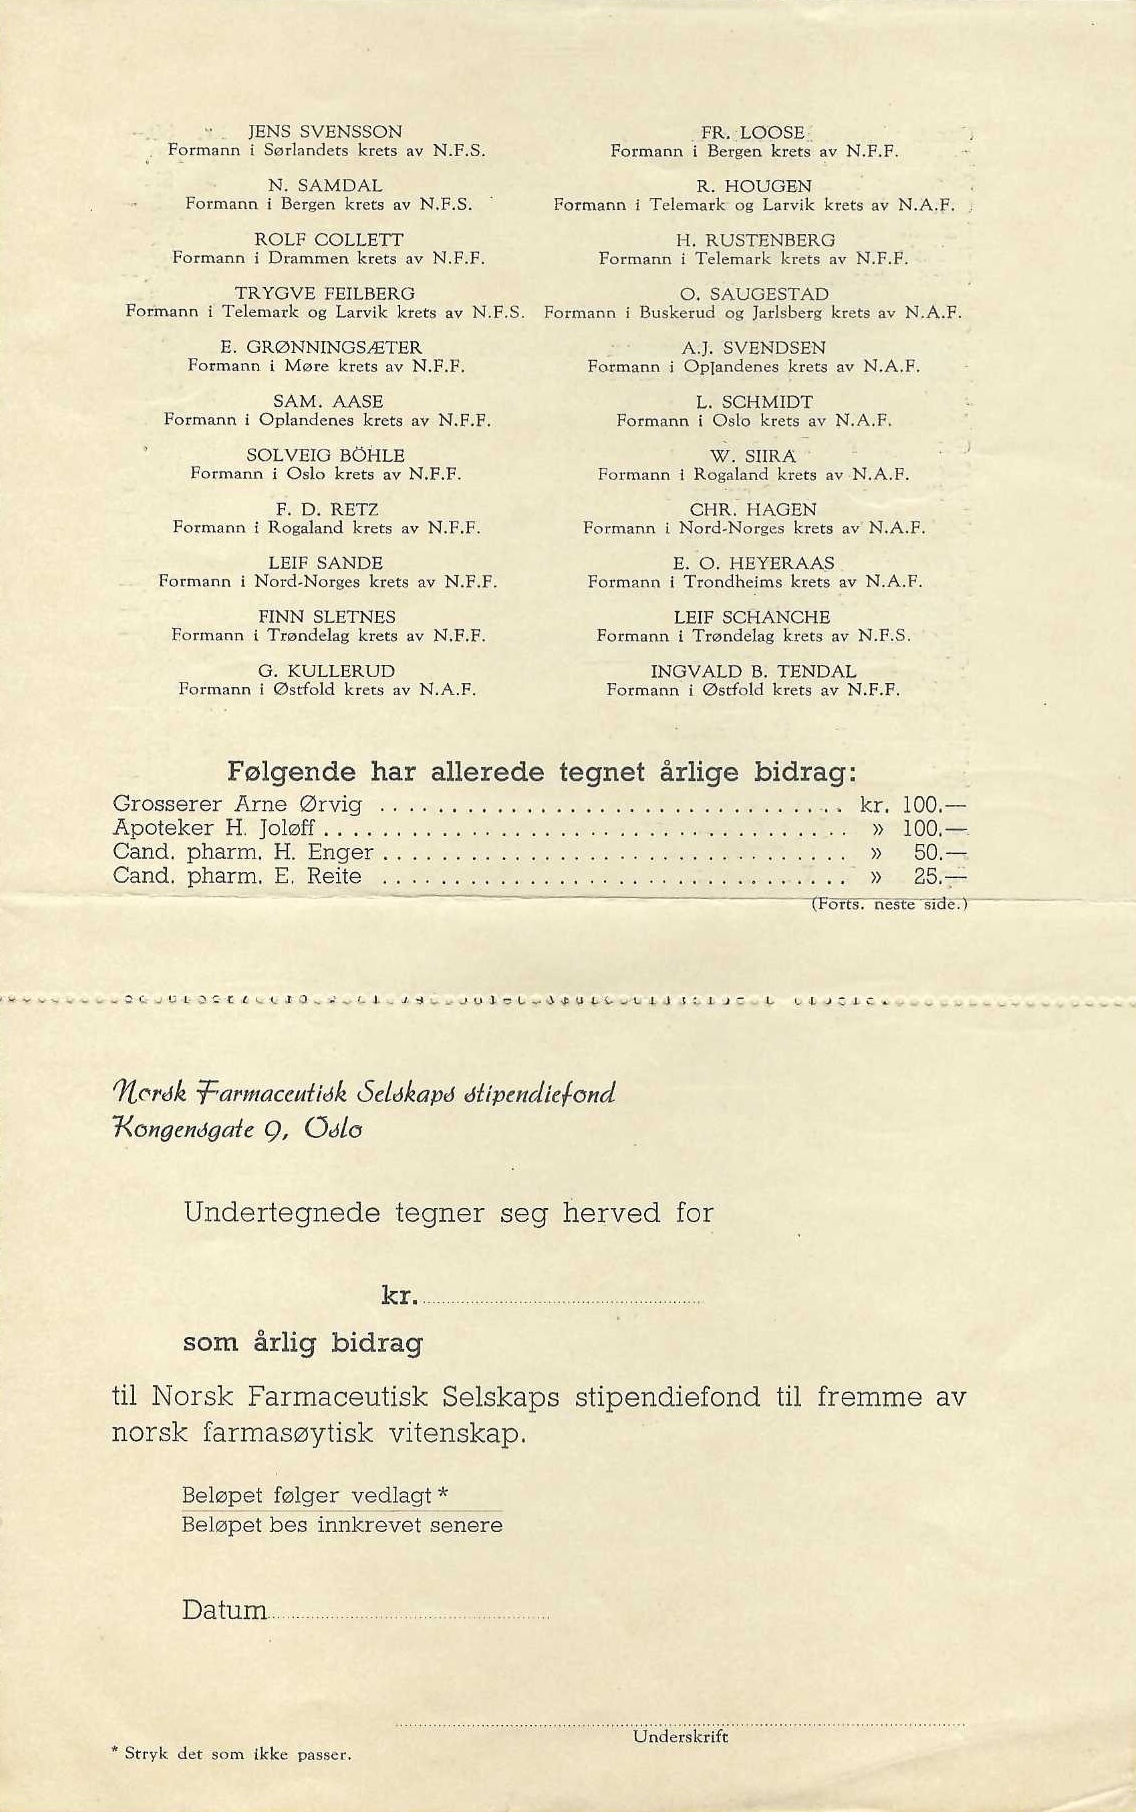 JENS SVENSSON
Formann i Sørlandets krets av N.F.S.
N. SAMDAL
Formann i Bergen krets av N.F.S.
ROLF COLLETT
Formann i Drammen krets av N.F.F.
TRYGVE FEILBERG
Formann i Telemark og Larvik krets av N.F.S.
E. GRØNNINGSÆTER
Formann i Møre krets av N.F.F.
SAM. AASE
Formann i Oplandenes krets av N.F.F.
SOLVEIG BÖHLE
Formann i Oslo krets av N.F.F.
F. D. RETZ
Formann i Rogaland krets av N.F.F.
LEIF SANDE
Formann i Nord-Norges krets av N.F.F.
FINN SLETNES
Formann i Trøndelag krets av N.F.F.
G. KULLERUD
Formann i Østfold krets av N.A.F.
FR. LOOSE
Formann i Bergen krets av N.F.F.
R. HOUGEN
Formann i Telemark og Larvik krets av N.A.F.
H. RUSTENBERG
Formann i Telemark krets av N.F.F.
O. SAUGESTAD
Formann i Buskerud og Jarlsberg krets av N.A.F.
A.J. SVENDSEN
Formann i Oplandenes krets av N.A.F.
L. SCHMIDT
Formann i Oslo krets av N.A.F.
W. SIIRA
Formann i Rogaland krets av N.A.F.
CHR. HAGEN
Formann i Nord-Norges krets av N.A.F.
E. O. HEYERAAS
Formann i Trondheims krets av N.A.F.
LEIF SCHANCHE
Formann i Trøndelag krets av N.F.S.
INGVALD B. TENDAL
Formann i Østfold krets av N.F.F.
Følgende har allerede tegnet årlige bidrag:
Grosserer Arne Ørvig ................................ kr. 100.—
Apoteker H. Joløff .................................... » 100.—
Cand. pharm. H. Enger ................................ » 50.—
Cand. pharm. E. Reite ................................ » 25.—
(Forts. neste side.)
Norsk Farmaceutisk Selskaps stipendiefond
Kongensgate 9, Oslo
Undertegnede tegner seg herved for
kr. ................................
som årlig bidrag
til Norsk Farmaceutisk Selskaps stipendiefond til fremme av
norsk farmasøytisk vitenskap.
Beløpet følger vedlagt *
Beløpet bes innkrevet senere
Datum ................................
Underskrift
* Stryk det som ikke passer.